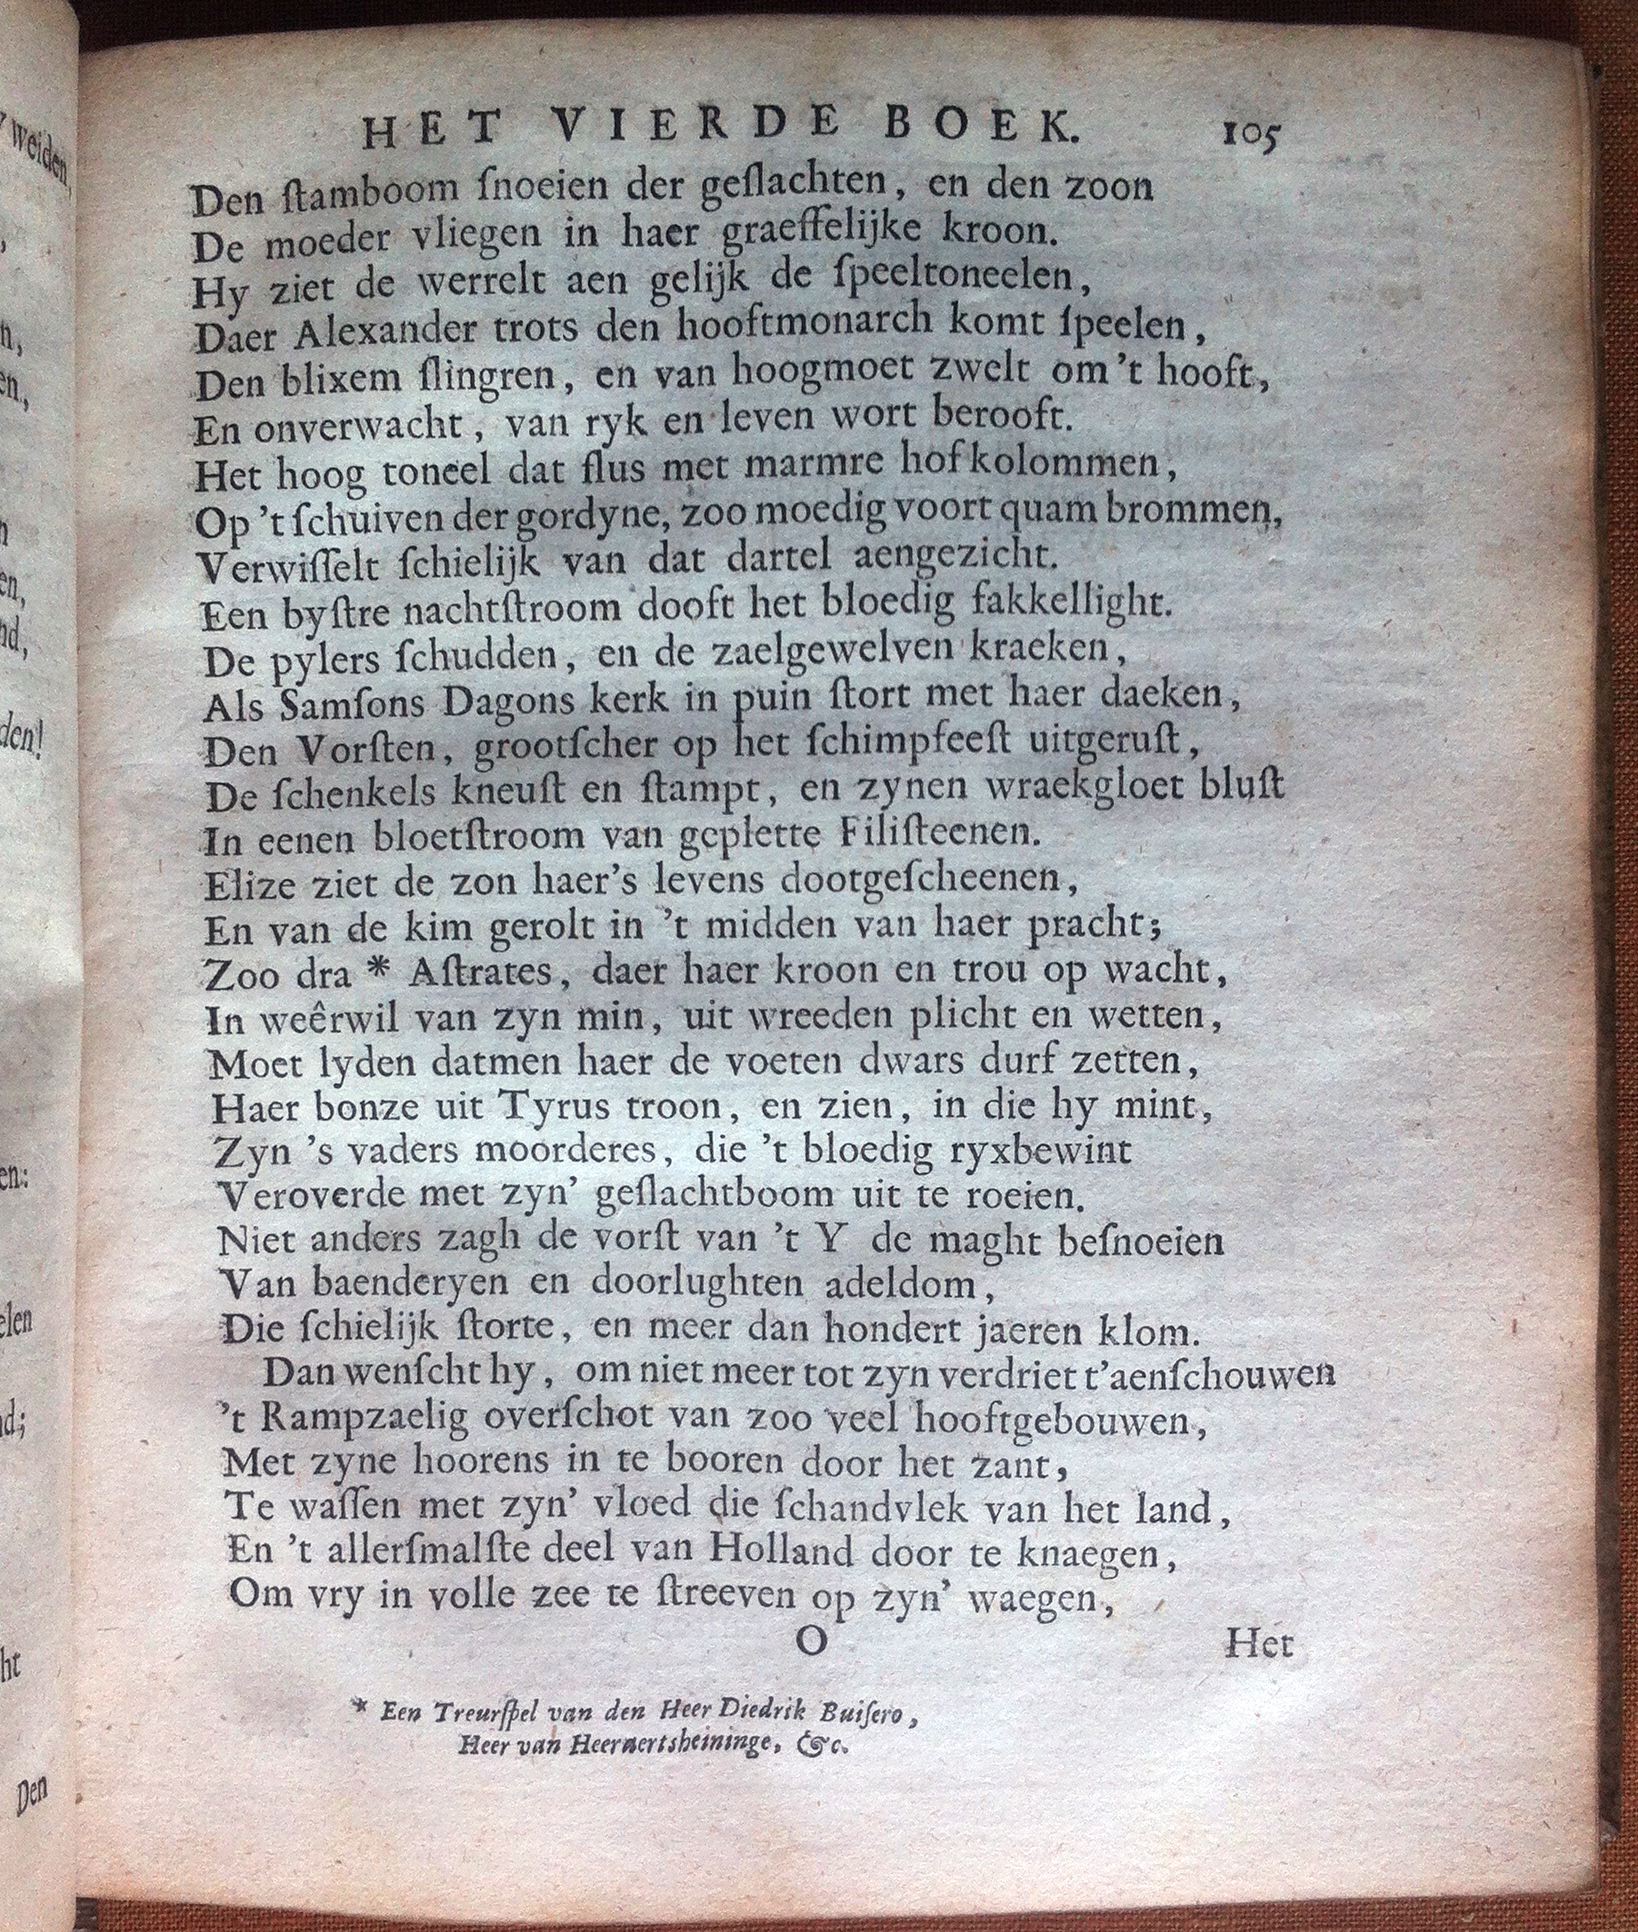 HET VIERDE BOEK. 105
Den ſtamboom ſnoeien der geſlachten, en den zoon
De moeder vliegen in haer graeffelijke kroon.
Hy ziet de werrelt aen gelijk de ſpeeltoneelen,
Daer Alexander trots den hooftmonarch komt ſpeelen,
Den blixem ſlingren, en van hoogmoet zwelt om 't hooft,
En onverwacht, van ryk en leven wort berooft.
Het hoog toneel dat ſlus met marmre hofkolommen,
Op 't ſchuiven der gordyne, zoo moedig voort quam brommen,
Verwiſſelt ſchielijk van dat dartel aengezicht.
Een byſtre nachtſtroom dooft het bloedig fakkellight.
De pylers ſchudden, en de zaelgewelven kraeken,
Als Samſons Dagons kerk in puin ſtort met haer daeken,
Den Vorſten, grootſcher op het ſchimpfeeſt uitgeruſt,
De ſchenkels kneuſt en ſtampt, en zynen wraekgloet bluſt
In eenen bloetſtroom van geplette Filiſteenen.
Elize ziet de zon haer's levens dootgeſcheenen,
En van de kim gerolt in 't midden van haer pracht;
Zoo dra * Aſtrates, daer haer kroon en trou op wacht,
In weêrwil van zyn min, uit wreeden plicht en wetten,
Moet lyden datmen haer de voeten dwars durf zetten,
Haer bonze uit Tyrus troon, en zien, in die hy mint,
Zyn 's vaders moorderes, die 't bloedig ryxbewint
Veroverde met zyn' geſlachtboom uit te roeien.
Niet anders zagh de vorſt van 't Y de maght beſnoeien
Van baenderyen en doorlughten adeldom,
Die ſchielijk ſtorte, en meer dan hondert jaeren klom.
Dan wenſcht hy, om niet meer tot zyn verdriet t'aenſchouwen
't Rampzaelig overſchot van zoo veel hooftgebouwen,
Met zyne hoorens in te booren door het zant,
Te waſſen met zyn' vloed die ſchandvlek van het land,
En 't allerſmalſte deel van Holland door te knaegen,
Om vry in volle zee te ſtreeven op zyn' waegen,
O Het
* Een Treurſpel van den Heer Diedrik Buiſero,
Heer van Heernertsheininge, &c.
weiden,
den!
Den